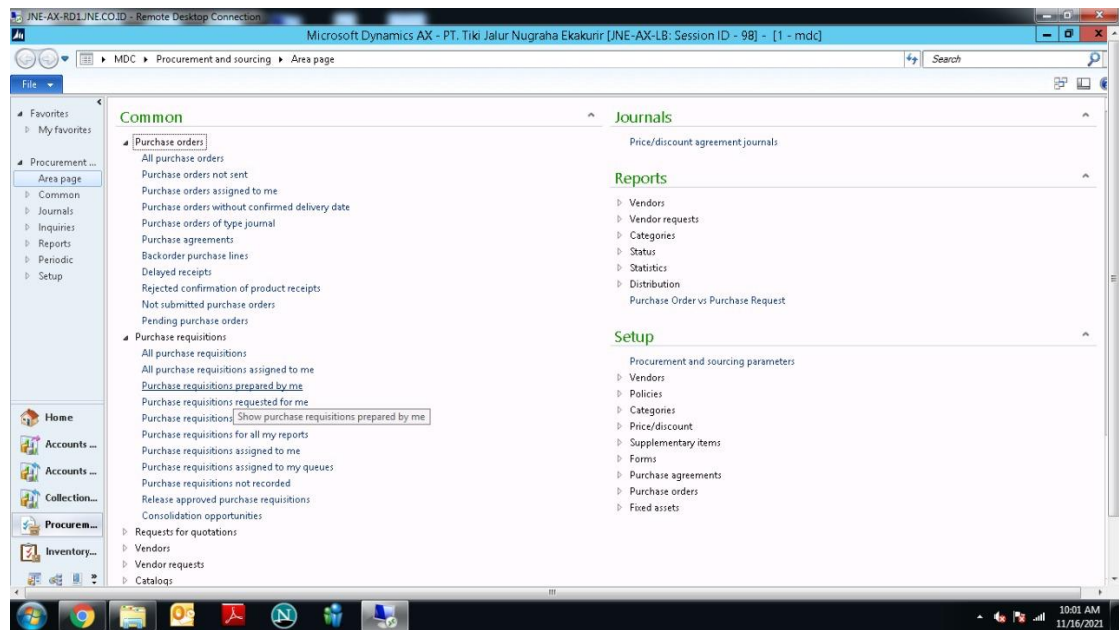 JNE-AX-RD1.JNE.CO.ID - Remote Desktop Connection
Microsoft Dynamics AX - PT. Tiki Jalur Nugraha Ekakurir [JNE-AX-LB: Session ID - 98] - [1 - mdc]
MDC Procurement and sourcing Area page
Search
File
Favorites
My favorites
Procurement ...
Area page
Common
Journals
Inquiries
Reports
Periodic
Setup
Home
Accounts ...
Accounts ...
Collection...
Procurem...
Inventory...
Common
Purchase orders
All purchase orders
Purchase orders not sent
Purchase orders assigned to me
Purchase orders without confirmed delivery date
Purchase orders of type journal
Purchase agreements
Backorder purchase lines
Delayed receipts
Rejected confirmation of product receipts
Not submitted purchase orders
Pending purchase orders
Purchase requisitions
All purchase requisitions
All purchase requisitions assigned to me
Purchase requisitions prepared by me
Purchase requisitions requested for me
Purchase requisitions
Show purchase requisitions prepared by me
Purchase requisitions for all my reports
Purchase requisitions assigned to me
Purchase requisitions assigned to my queues
Purchase requisitions not recorded
Release approved purchase requisitions
Consolidation opportunities
Requests for quotations
Vendors
Vendor requests
Catalogs
Journals
Price/discount agreement journals
Reports
Vendors
Vendor requests
Categories
Status
Statistics
Distribution
Purchase Order vs Purchase Request
Setup
Procurement and sourcing parameters
Vendors
Policies
Categories
Price/discount
Supplementary items
Forms
Purchase agreements
Purchase orders
Fixed assets
10:01 AM
11/16/2021